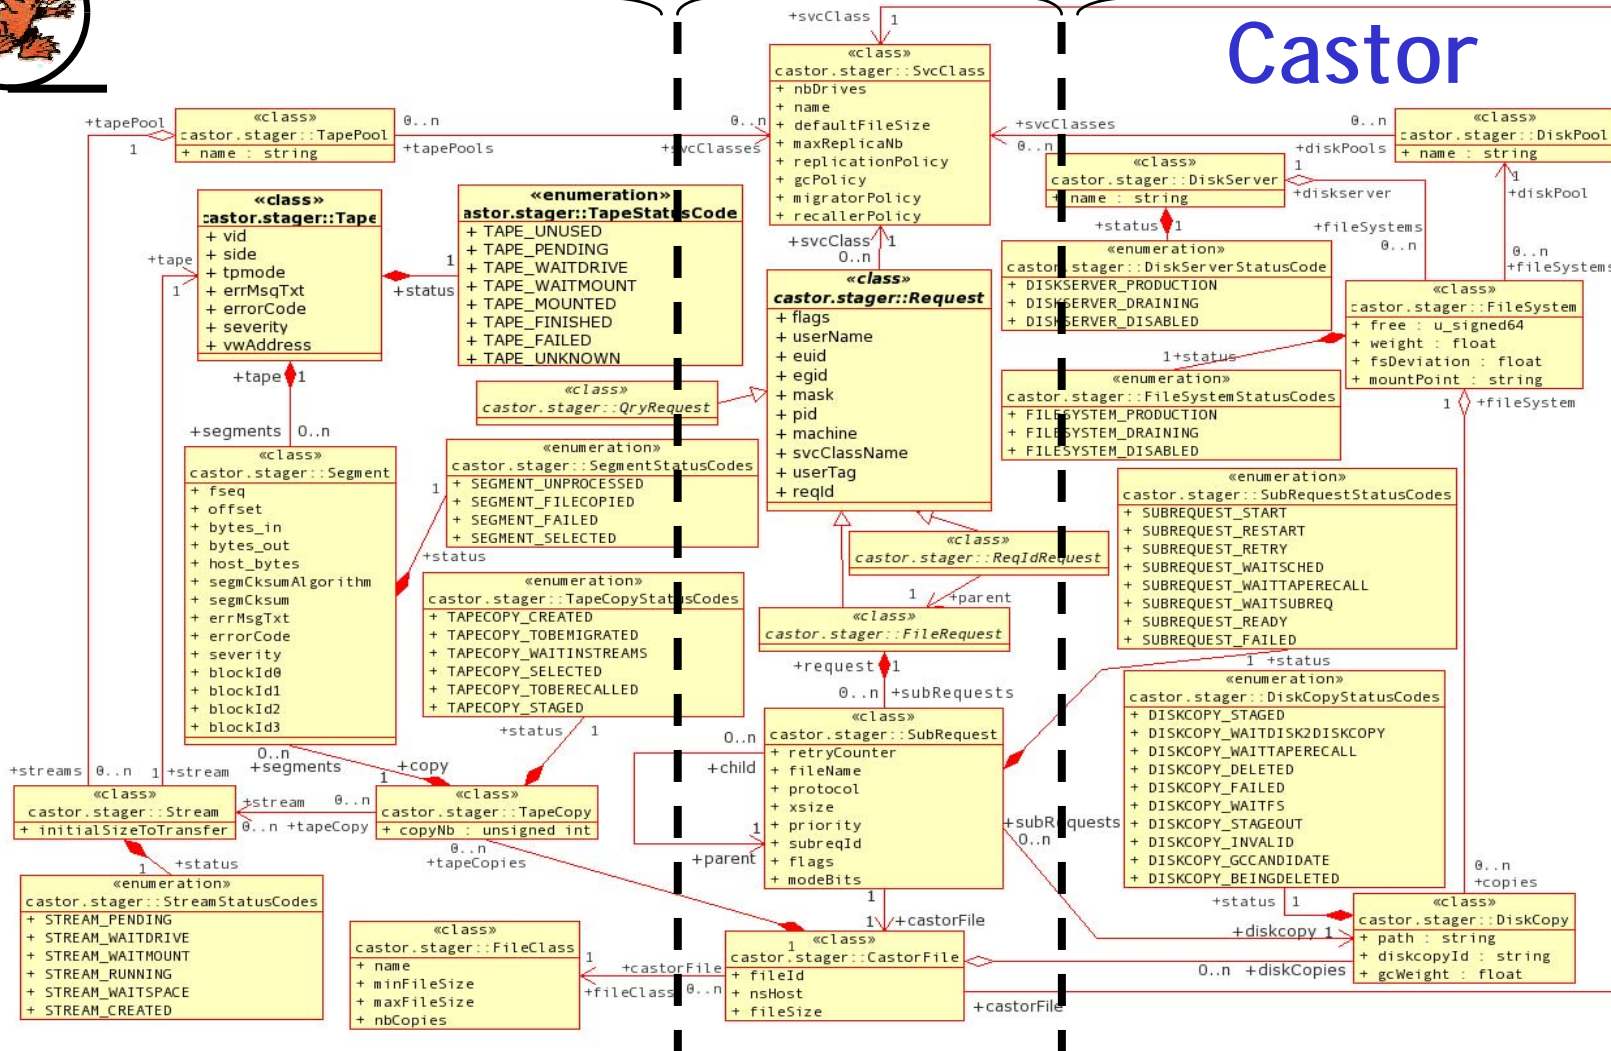 Castor
+svcClass
1
«class»
castor.stager::SvcClass
+ nbDrives
+ name
+ defaultFileSize
+ maxReplicaNb
+ replicationPolicy
+ gcPolicy
+ migratorPolicy
+ recallerPolicy
+tapePool
1
«class»
castor.stager::TapePool
+ name : string
0..n
+tapePools
0..n
+svcClasses
+svcClasses
0..n
0..n
+diskPools
«class»
castor.stager::DiskPool
+ name : string
«class»
castor.stager::DiskServer
+ name : string
1
+diskserver
1
+diskPool
+status
1
+fileSystems
0..n
0..n
+fileSystems
«class»
castor.stager::Tape
+ vid
+ side
+ tpmode
+ errMsgTxt
+ errorCode
+ severity
+ vwAddress
+tape
1
1
+status
«enumeration»
castor.stager::TapeStatusCode
+ TAPE_UNUSED
+ TAPE_PENDING
+ TAPE_WAITDRIVE
+ TAPE_WAITMOUNT
+ TAPE_MOUNTED
+ TAPE_FINISHED
+ TAPE_FAILED
+ TAPE_UNKNOWN
+svcClass
1
0..n
«class»
castor.stager::Request
+ flags
+ userName
+ euid
+ egid
+ mask
+ pid
+ machine
+ svcClassName
+ userTag
+ reqId
«enumeration»
castor.stager::DiskServerStatusCode
+ DISKSERVER_PRODUCTION
+ DISKSERVER_DRAINING
+ DISKSERVER_DISABLED
«class»
castor.stager::FileSystem
+ free : u_signed64
+ weight : float
+ fsDeviation : float
+ mountPoint : string
1+status
«enumeration»
castor.stager::FileSystemStatusCodes
+ FILESYSTEM_PRODUCTION
+ FILESYSTEM_DRAINING
+ FILESYSTEM_DISABLED
1
+fileSystem
+tape
1
+segments
0..n
«class»
castor.stager::QryRequest
«class»
castor.stager::Segment
+ fseq
+ offset
+ bytes_in
+ bytes_out
+ host_bytes
+ segmCksumAlgorithm
+ segmCksum
+ errMsgTxt
+ errorCode
+ severity
+ blockId0
+ blockId1
+ blockId2
+ blockId3
«enumeration»
castor.stager::SegmentStatusCodes
+ SEGMENT_UNPROCESSED
+ SEGMENT_FILECOPIED
+ SEGMENT_FAILED
+ SEGMENT_SELECTED
1
+status
«enumeration»
castor.stager::TapeCopyStatusCodes
+ TAPECOPY_CREATED
+ TAPECOPY_TOBEMIGRATED
+ TAPECOPY_WAITINSTREAMS
+ TAPECOPY_SELECTED
+ TAPECOPY_TOBERECALLED
+ TAPECOPY_STAGED
+status
1
«class»
castor.stager::ReqIdRequest
1
+parent
«class»
castor.stager::FileRequest
+request
1
0..n
+subRequests
«enumeration»
castor.stager::SubRequestStatusCodes
+ SUBREQUEST_START
+ SUBREQUEST_RESTART
+ SUBREQUEST_RETRY
+ SUBREQUEST_WAITSCHED
+ SUBREQUEST_WAITTAPERECALL
+ SUBREQUEST_WAITSUBREQ
+ SUBREQUEST_READY
+ SUBREQUEST_FAILED
1
+status
«class»
castor.stager::SubRequest
+ retryCounter
+ fileName
+ protocol
+ xsize
+ priority
+ subreqId
+ flags
+ modeBits
0..n
+child
1
+parent
+subRequests
0..n
«enumeration»
castor.stager::DiskCopyStatusCodes
+ DISKCOPY_STAGED
+ DISKCOPY_WAITDISK2DISKCOPY
+ DISKCOPY_WAITTAPERECALL
+ DISKCOPY_DELETED
+ DISKCOPY_FAILED
+ DISKCOPY_WAITFS
+ DISKCOPY_STAGEOUT
+ DISKCOPY_INVALID
+ DISKCOPY_GCCANDIDATE
+ DISKCOPY_BEINGDELETED
+status
1
0..n
+copies
0..n
+segments
+copy
1
+streams
0..n
1
+stream
«class»
castor.stager::Stream
+ initialSizeToTransfer
+stream
0..n
0..n
+tapeCopy
«class»
castor.stager::TapeCopy
+ copyNb : unsigned int
0..n
+tapeCopies
+status
1
«enumeration»
castor.stager::StreamStatusCodes
+ STREAM_PENDING
+ STREAM_WAITDRIVE
+ STREAM_WAITMOUNT
+ STREAM_RUNNING
+ STREAM_WAITSPACE
+ STREAM_CREATED
«class»
castor.stager::FileClass
+ name
+ minFileSize
+ maxFileSize
+ nbCopies
1
+fileClass
+castorFile
0..n
1
1
+castorFile
1
«class»
castor.stager::CastorFile
+ fileId
+ nsHost
+ fileSize
+diskcopy
1
0..n
+diskCopies
«class»
castor.stager::DiskCopy
+ path : string
+ diskcopyId : string
+ gcWeight : float
+castorFile